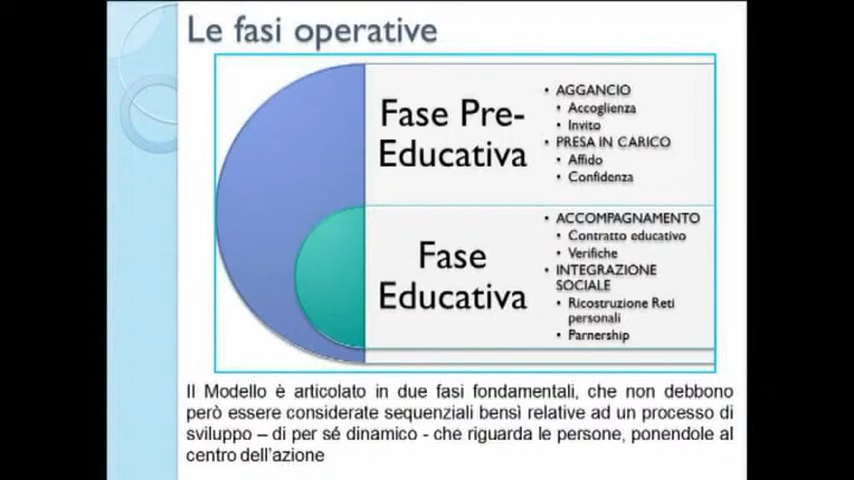 Le fasi operative
Fase Pre-
Educativa
• AGGANCIO
• Accoglienza
• Invito
• PRESA IN CARICO
• Affido
• Confidenza
Fase
Educativa
• ACCOMPAGNAMENTO
• Contratto educativo
• Verifiche
• INTEGRAZIONE
SOCIALE
• Ricostruzione Reti
personali
• Parnership
Il Modello è articolato in due fasi fondamentali, che non debbono
però essere considerate sequenziali bensì relative ad un processo di
sviluppo – di per sé dinamico - che riguarda le persone, ponendole al
centro dell'azione